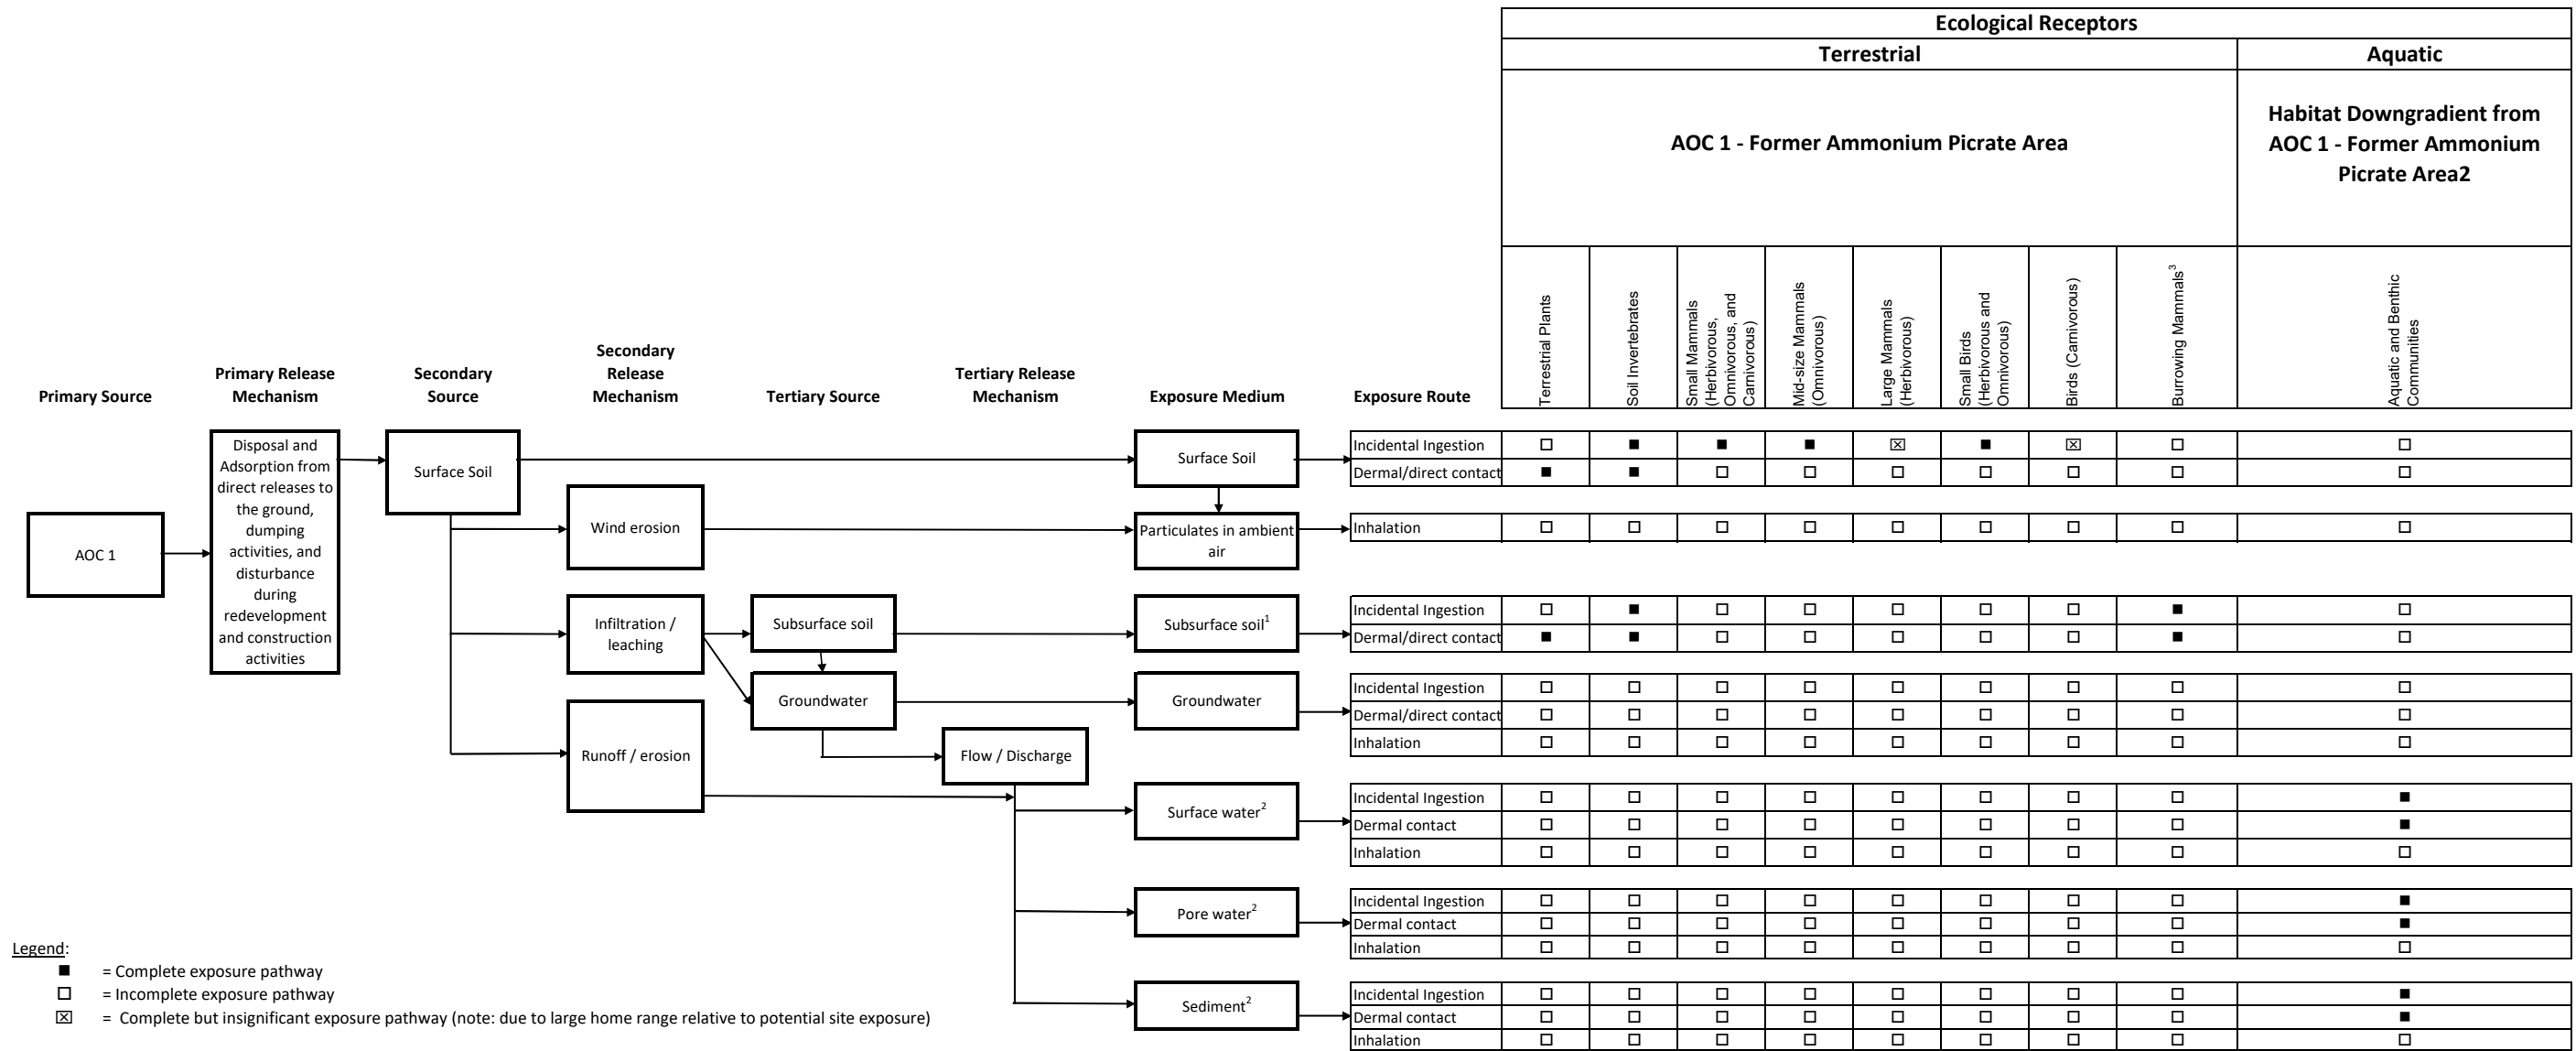 Ecological Receptors
Terrestrial
Aquatic
AOC 1 - Former Ammonium Picrate Area
Habitat Downgradient from
AOC 1 - Former Ammonium
Picrate Area2
Terrestrial Plants
Soil Invertebrates
Small Mammals
(Herbivorous,
Omnivorous, and
Carnivorous)
Mid-size Mammals
(Omnivorous)
Large Mammals
(Herbivorous)
Small Birds
(Herbivorous and
Omnivorous)
Birds (Carnivorous)
Burrowing Mammals³
Aquatic and Benthic
Communities
Primary Source
Primary Release
Mechanism
Secondary
Source
Secondary
Release
Mechanism
Tertiary Source
Tertiary Release
Mechanism
Exposure Medium
Exposure Route
AOC 1
Disposal and
Adsorption from
direct releases to
the ground,
dumping
activities, and
disturbance
during
redevelopment
and construction
activities
Surface Soil
Wind erosion
Infiltration /
leaching
Runoff / erosion
Subsurface soil
Groundwater
Flow / Discharge
Surface Soil
Incidental Ingestion
Dermal/direct contact
Particulates in ambient
air
Inhalation
Subsurface soil¹
Incidental Ingestion
Dermal/direct contact
Groundwater
Incidental Ingestion
Dermal/direct contact
Inhalation
Surface water²
Incidental Ingestion
Dermal contact
Inhalation
Pore water²
Incidental Ingestion
Dermal contact
Inhalation
Sediment²
Incidental Ingestion
Dermal contact
Inhalation
Legend:
■ = Complete exposure pathway
□ = Incomplete exposure pathway
☒ = Complete but insignificant exposure pathway (note: due to large home range relative to potential site exposure)